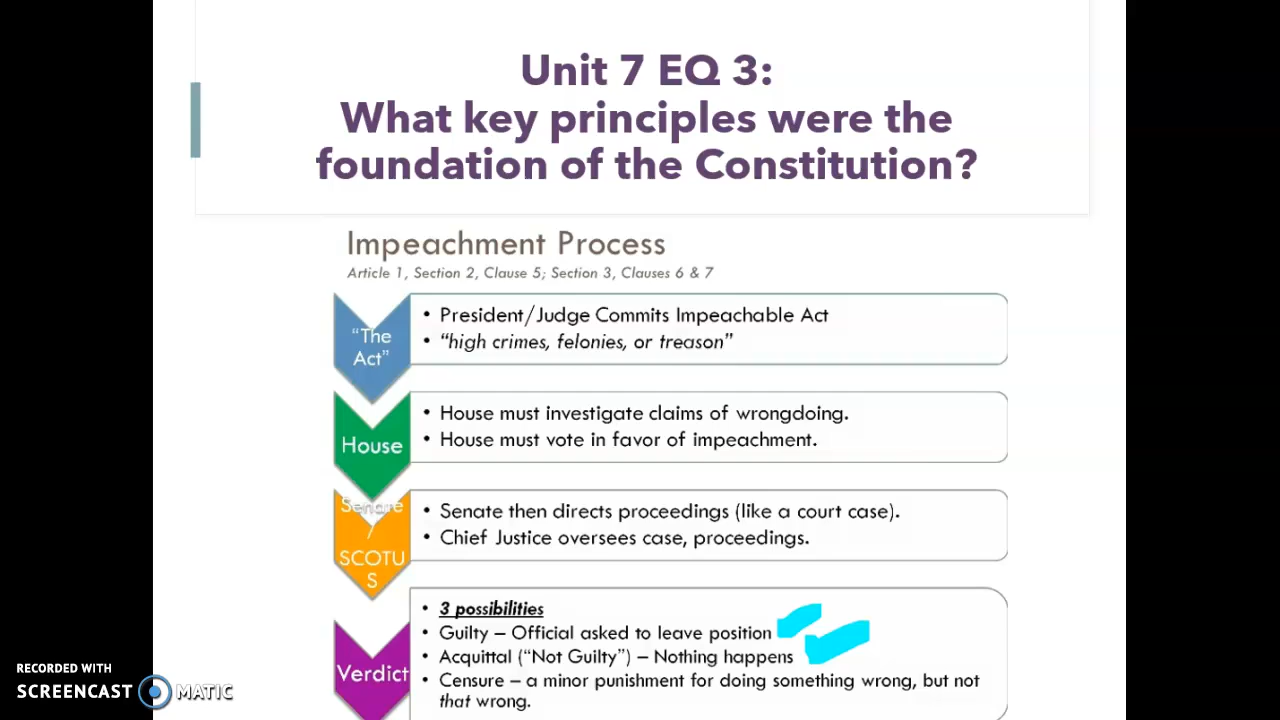 Unit 7 EQ 3:
What key principles were the
foundation of the Constitution?
Impeachment Process
Article 1, Section 2, Clause 5; Section 3, Clauses 6 & 7
"The
Act"
• President/Judge Commits Impeachable Act
• "high crimes, felonies, or treason"
House
• House must investigate claims of wrongdoing.
• House must vote in favor of impeachment.
Senate
/
SCOTU
S
• Senate then directs proceedings (like a court case).
• Chief Justice oversees case, proceedings.
Verdict
• 3 possibilities
• Guilty – Official asked to leave position
• Acquittal ("Not Guilty") – Nothing happens
• Censure – a minor punishment for doing something wrong, but not
that wrong.
RECORDED WITH
SCREENCAST MATIC